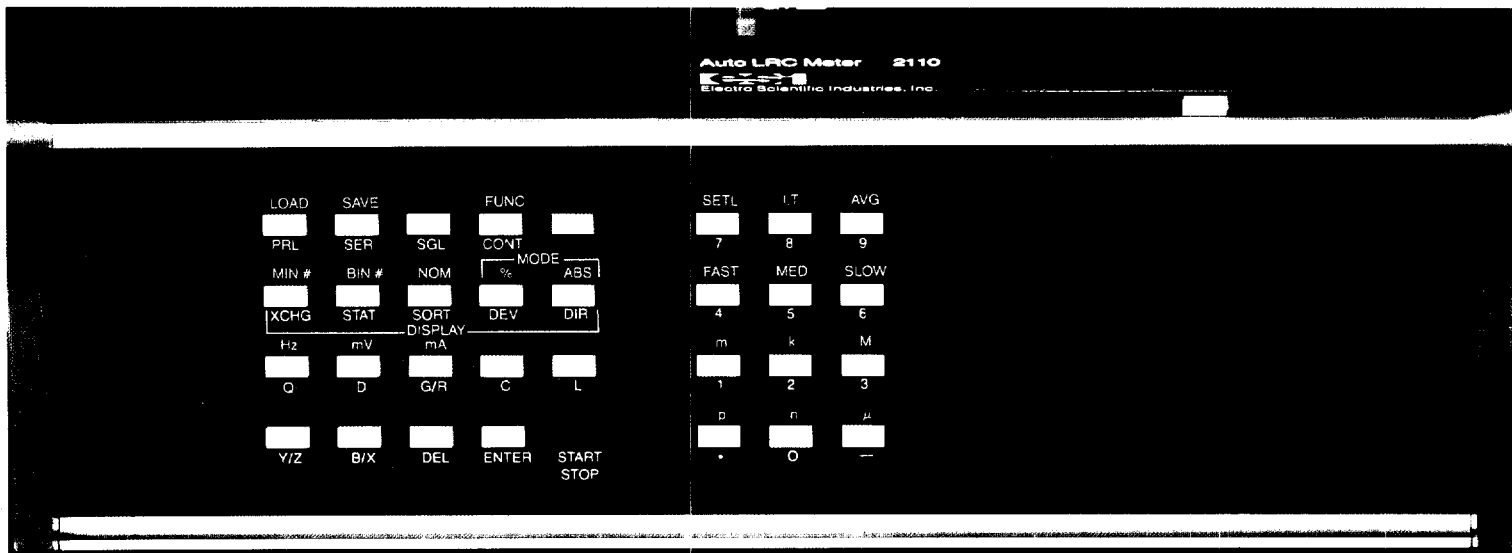 Auto LRC Meter 2110
Electro Scientific Industries, Inc.
LOAD SAVE FUNC
PRL SER SGL CONT
MODE
MIN # BIN # NOM % ABS
XCHG STAT SORT DEV DIR
DISPLAY
Hz mV mA
Q D G/R C L
Y/Z B/X DEL ENTER START
STOP
SETL I.T AVG
7 8 9
FAST MED SLOW
4 5 6
m k M
1 2 3
p n µ
• 0 —